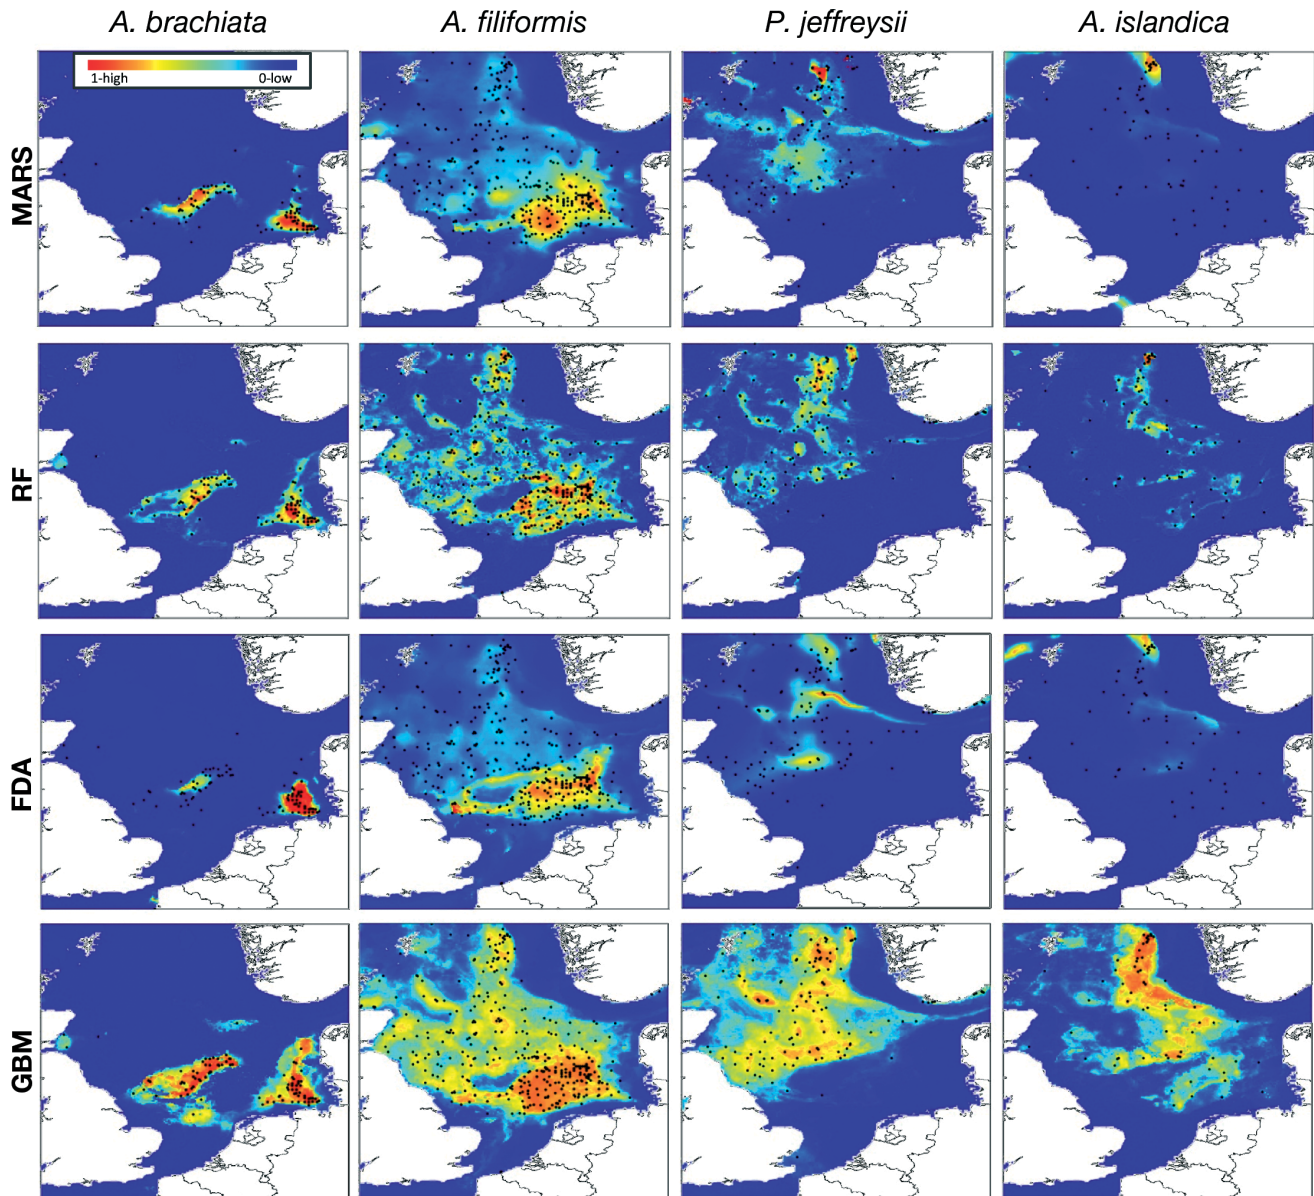 A. brachiata
A. filiformis
P. jeffreysii
A. islandica
1-high
0-low
MARS
RF
FDA
GBM